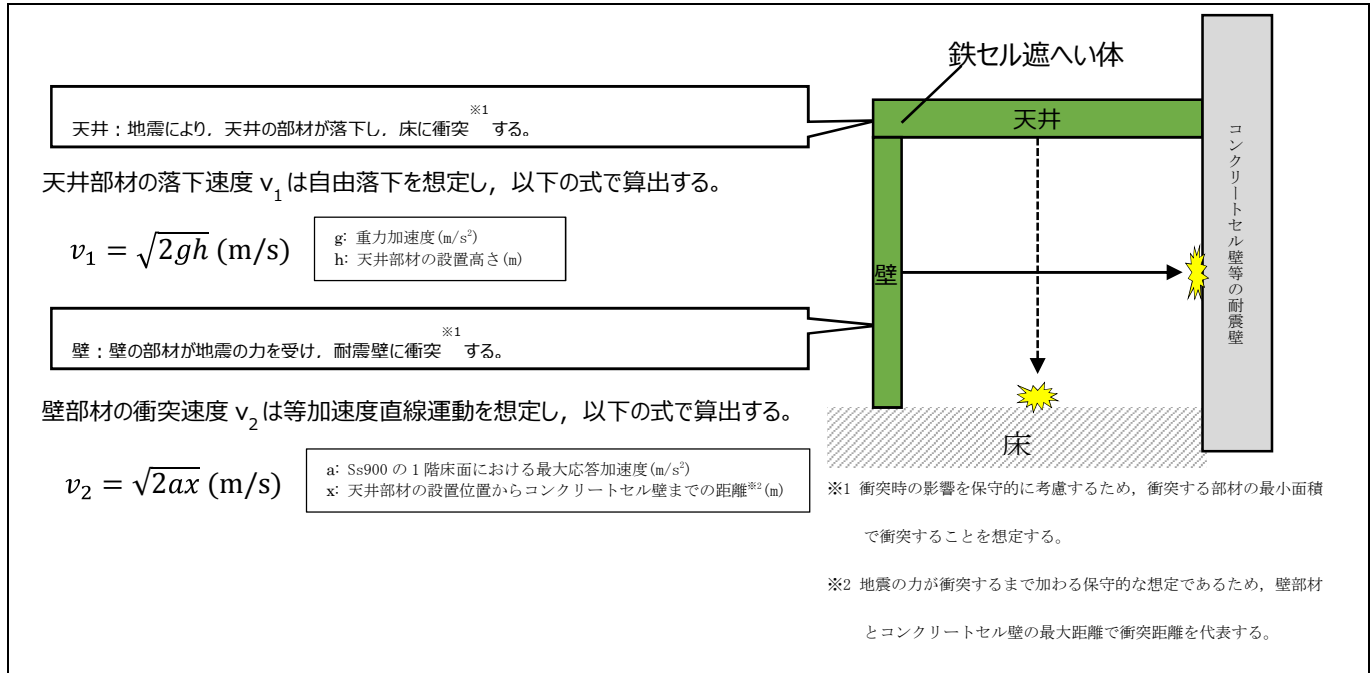 鉄セル遮へい体
天井：地震により，天井の部材が落下し，床に衝突※1する。
天井
天井部材の落下速度 v1は自由落下を想定し，以下の式で算出する。
v1 = √2gh (m/s)
g: 重力加速度(m/s²)
h: 天井部材の設置高さ(m)
壁
コンクリートセル壁等の耐震壁
壁：壁の部材が地震の力を受け，耐震壁に衝突※1する。
壁部材の衝突速度 v2は等加速度直線運動を想定し，以下の式で算出する。
床
v2 = √2ax (m/s)
a: Ss900 の 1 階床面における最大応答加速度(m/s²)
x: 天井部材の設置位置からコンクリートセル壁までの距離※2(m)
※1 衝突時の影響を保守的に考慮するため，衝突する部材の最小面積
で衝突することを想定する。
※2 地震の力が衝突するまで加わる保守的な想定であるため，壁部材
とコンクリートセル壁の最大距離で衝突距離を代表する。